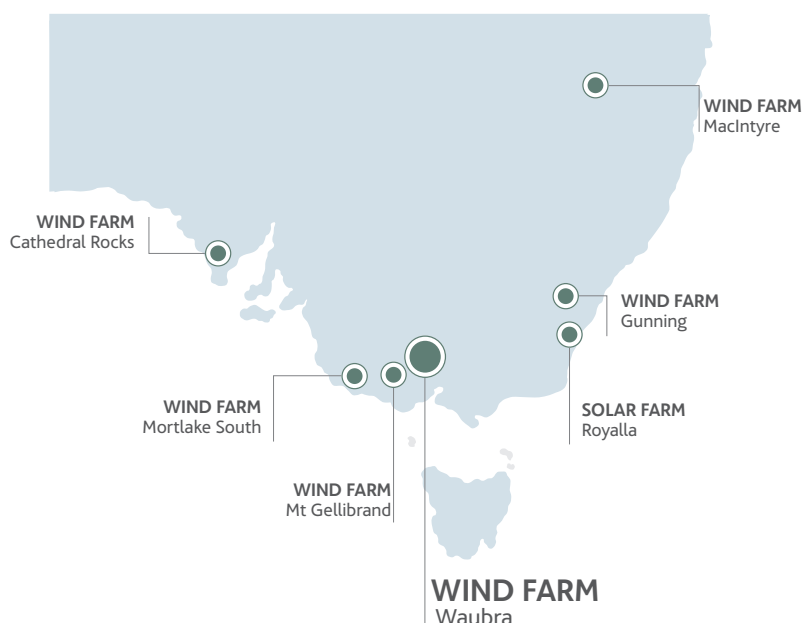 WIND FARM
MacIntyre
WIND FARM
Cathedral Rocks
WIND FARM
Gunning
WIND FARM
Mortlake South
SOLAR FARM
Royalla
WIND FARM
Mt Gellibrand
WIND FARM
Waubra